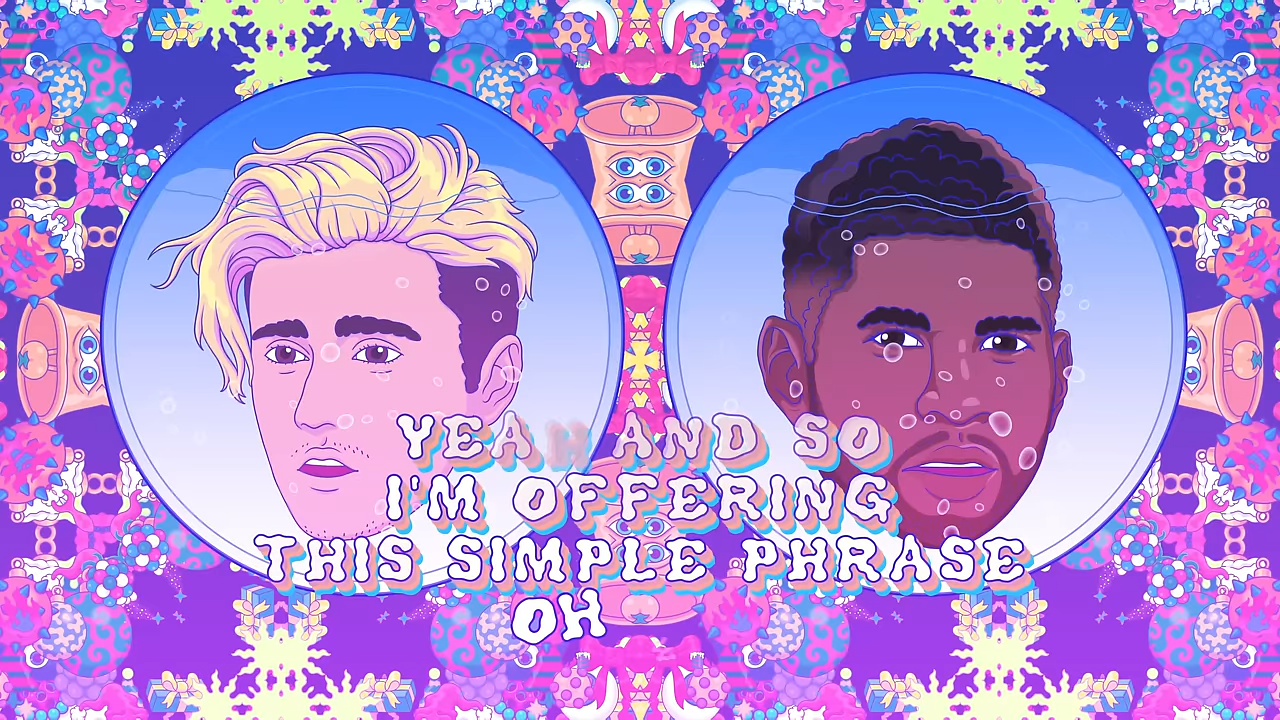 YEAH AND SO
I'M OFFERING
THIS SIMPLE PHRASE
OH